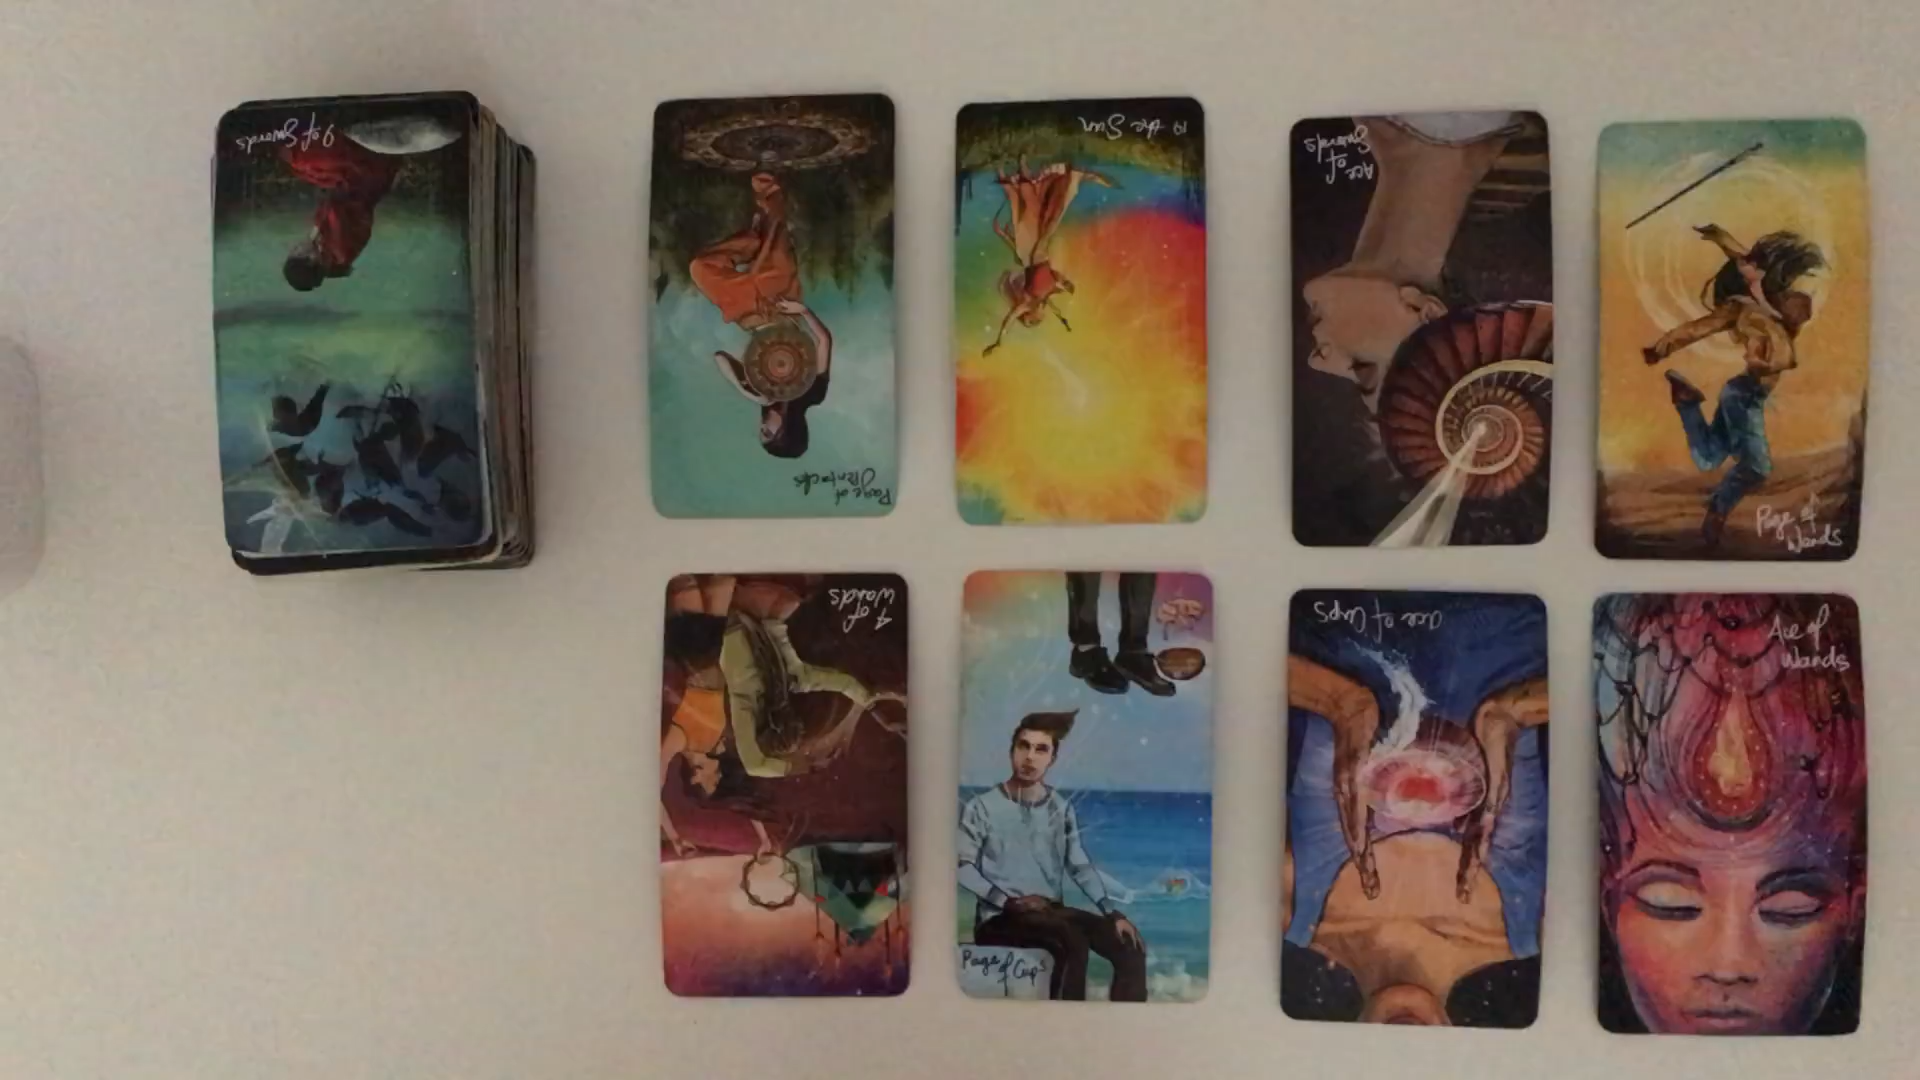 9 of Swords
Page of
Pentacles
19 the Sun
Ace
of
Swords
Page of
Wands
4
of
Wands
Page
of Cups
ace of Cups
Ace of
Wands